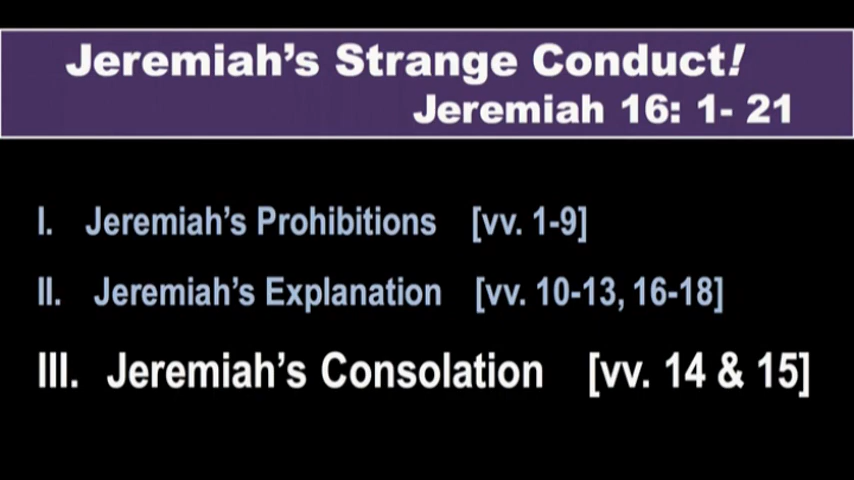 Jeremiah’s Strange Conduct!
Jeremiah 16: 1- 21
I. Jeremiah’s Prohibitions [vv. 1-9]
II. Jeremiah’s Explanation [vv. 10-13, 16-18]
III. Jeremiah’s Consolation [vv. 14 & 15]